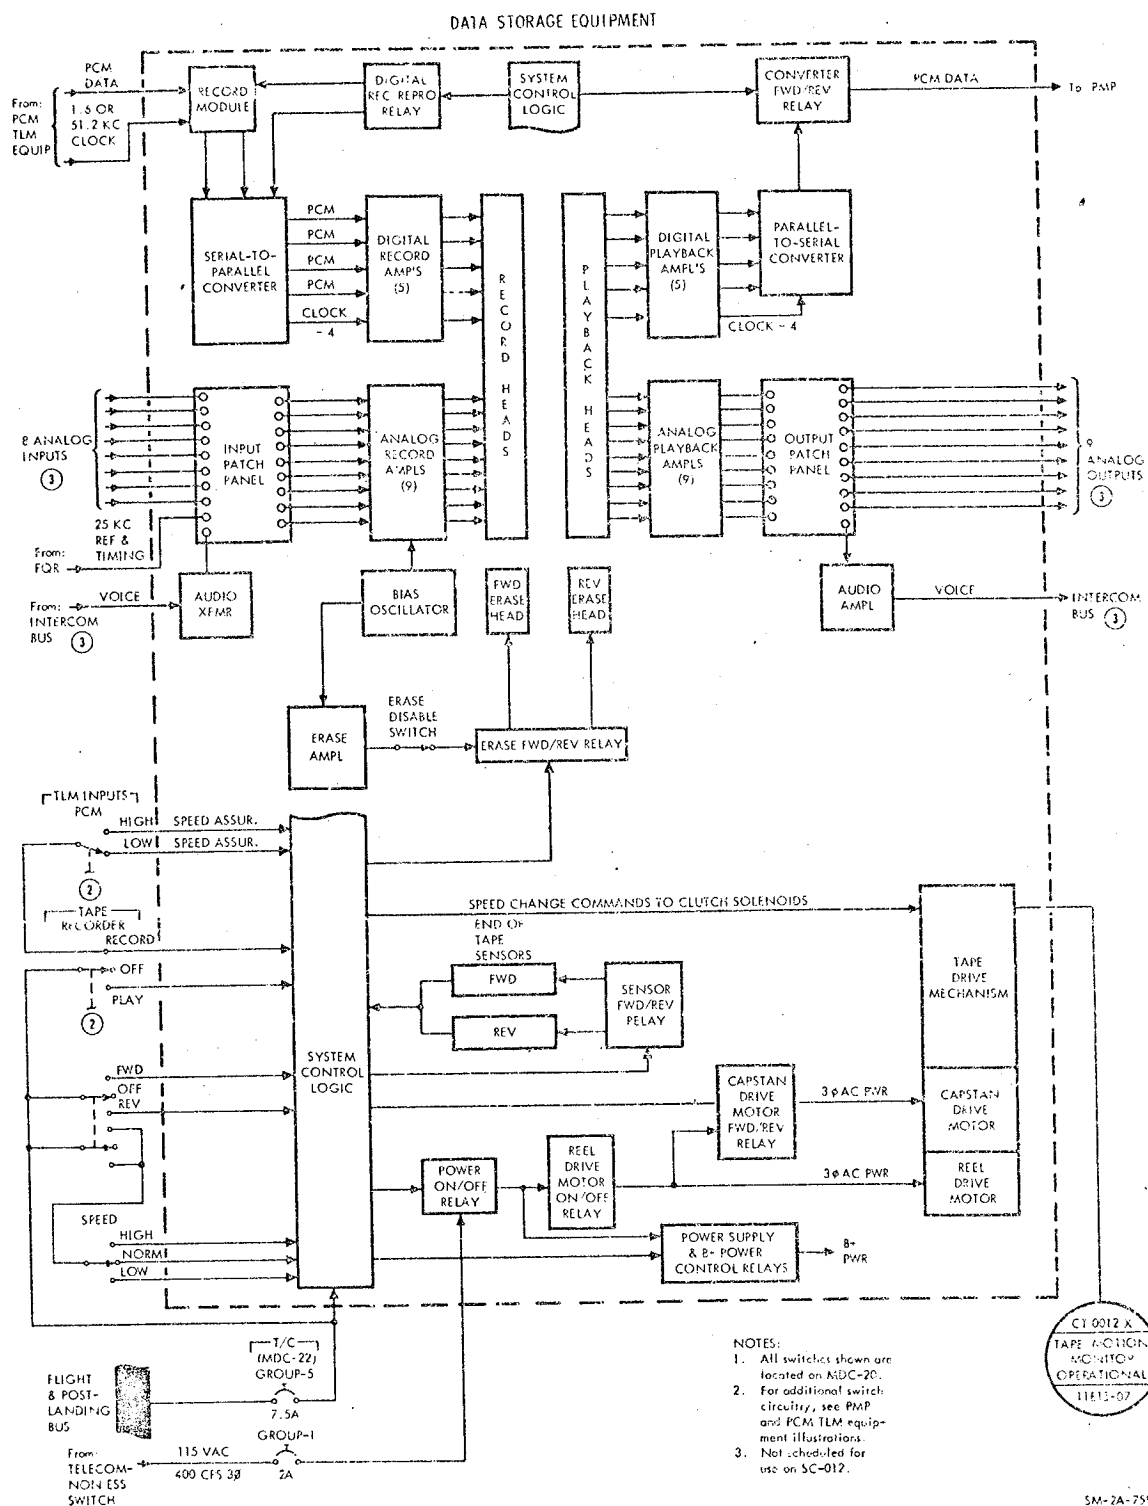 DATA STORAGE EQUIPMENT
PCM
DATA
From:
PCM
TLM
EQUIP
1.6 OR
51.2 KC
CLOCK
RECORD
MODULE
DIGITAL
REC REPRO
RELAY
SYSTEM
CONTROL
LOGIC
CONVERTER
FWD/REV
RELAY
PCM DATA
To PMP
SERIAL-TO-
PARALLEL
CONVERTER
PCM
PCM
PCM
PCM
CLOCK
- 4
DIGITAL
RECORD
AMP'S
(5)
RECORD HEADS
PLAYBACK HEADS
DIGITAL
PLAYBACK
AMPL'S
(5)
PARALLEL-
TO-SERIAL
CONVERTER
CLOCK - 4
8 ANALOG
INPUTS
3
INPUT
PATCH
PANEL
ANALOG
RECORD
AMPLS
(9)
ANALOG
PLAYBACK
AMPLS
(9)
OUTPUT
PATCH
PANEL
9
ANALOG
OUTPUTS
3
25 KC
REF &
TIMING
From:
FQR
From:
INTERCOM
BUS 3
VOICE
AUDIO
XFMR
BIAS
OSCILLATOR
FWD
ERASE
HEAD
REV
ERASE
HEAD
AUDIO
AMPL
VOICE
INTERCOM
BUS 3
ERASE
AMPL
ERASE
DISABLE
SWITCH
ERASE FWD/REV RELAY
TLM INPUTS
PCM
HIGH SPEED ASSUR.
LOW SPEED ASSUR.
2
TAPE
RECORDER
RECORD
OFF
PLAY
2
FWD
OFF
REV
SPEED
HIGH
NORM
LOW
SYSTEM
CONTROL
LOGIC
SPEED CHANGE COMMANDS TO CLUTCH SOLENOIDS
END OF
TAPE
SENSORS
FWD
REV
SENSOR
FWD/REV
RELAY
TAPE
DRIVE
MECHANISM
CAPSTAN
DRIVE
MOTOR
FWD/REV
RELAY
3ø AC PWR
CAPSTAN
DRIVE
MOTOR
POWER
ON/OFF
RELAY
REEL
DRIVE
MOTOR
ON/OFF
RELAY
3ø AC PWR
REEL
DRIVE
MOTOR
POWER SUPPLY
& B+ POWER
CONTROL RELAYS
B+
PWR
FLIGHT
& POST-
LANDING
BUS
T/C
(MDC-22)
GROUP-5
7.5A
From:
TELECOM-
NON ESS
SWITCH
115 VAC
400 CPS 3ø
GROUP-1
2A
NOTES:
1. All switches shown are
located on MDC-20.
2. For additional switch
circuitry, see PMP
and PCM TLM equip-
ment illustrations.
3. Not scheduled for
use on SC-012.
CT 0012 X
TAPE MOTION
MONITOR
OPERATIONAL